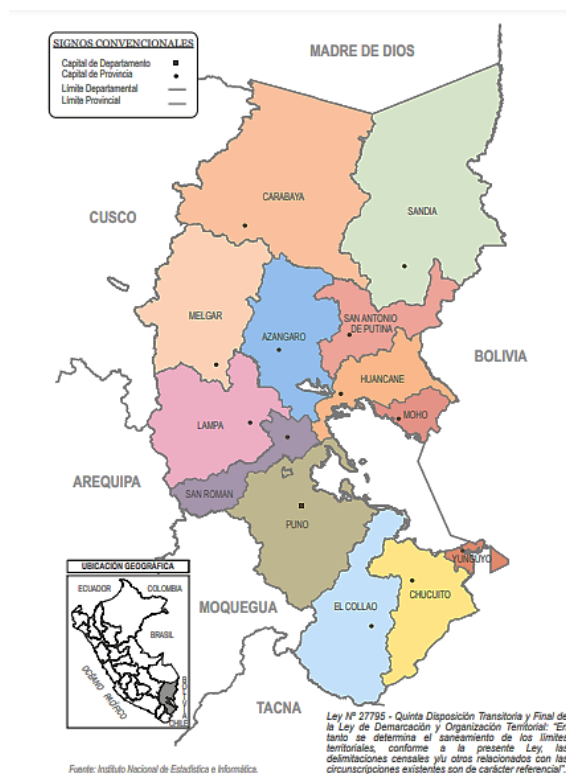 SIGNOS CONVENCIONALES
Capital de Departamento
Capital de Provincia
Límite Departamental
Límite Provincial
MADRE DE DIOS
CARABAYA
SANDIA
CUSCO
MELGAR
AZANGARO
SAN ANTONIO
DE PUTINA
BOLIVIA
HUANCANE
MOHO
LAMPA
AREQUIPA
SAN ROMAN
PUNO
YUNGUYO
CHUCUITO
EL COLLAO
MOQUEGUA
TACNA
UBICACIÓN GEOGRÁFICA
ECUADOR
COLOMBIA
BRASIL
BOLIVIA
OCÉANO PACÍFICO
CHILE
Ley N° 27795 - Quinta Disposición Transitoria y Final de
la Ley de Demarcación y Organización Territorial: "En
tanto se determina el saneamiento de los límites
territoriales, conforme a la presente Ley, las
delimitaciones censales y/u otros relacionados con las
circunscripciones existentes son de carácter referencial".
Fuente: Instituto Nacional de Estadística e Informática.